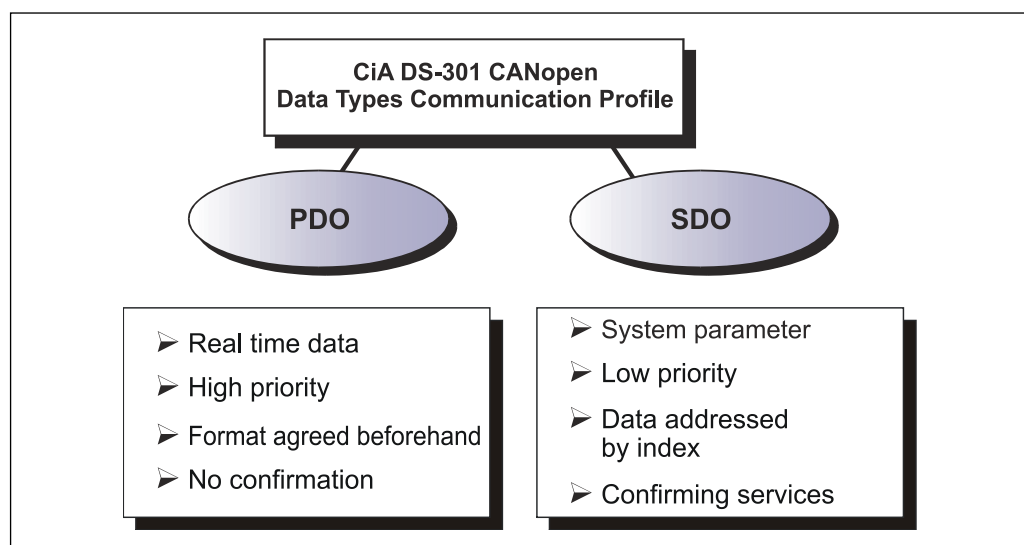 CiA DS-301 CANopen
Data Types Communication Profile
PDO
SDO
Real time data
High priority
Format agreed beforehand
No confirmation
System parameter
Low priority
Data addressed
by index
Confirming services